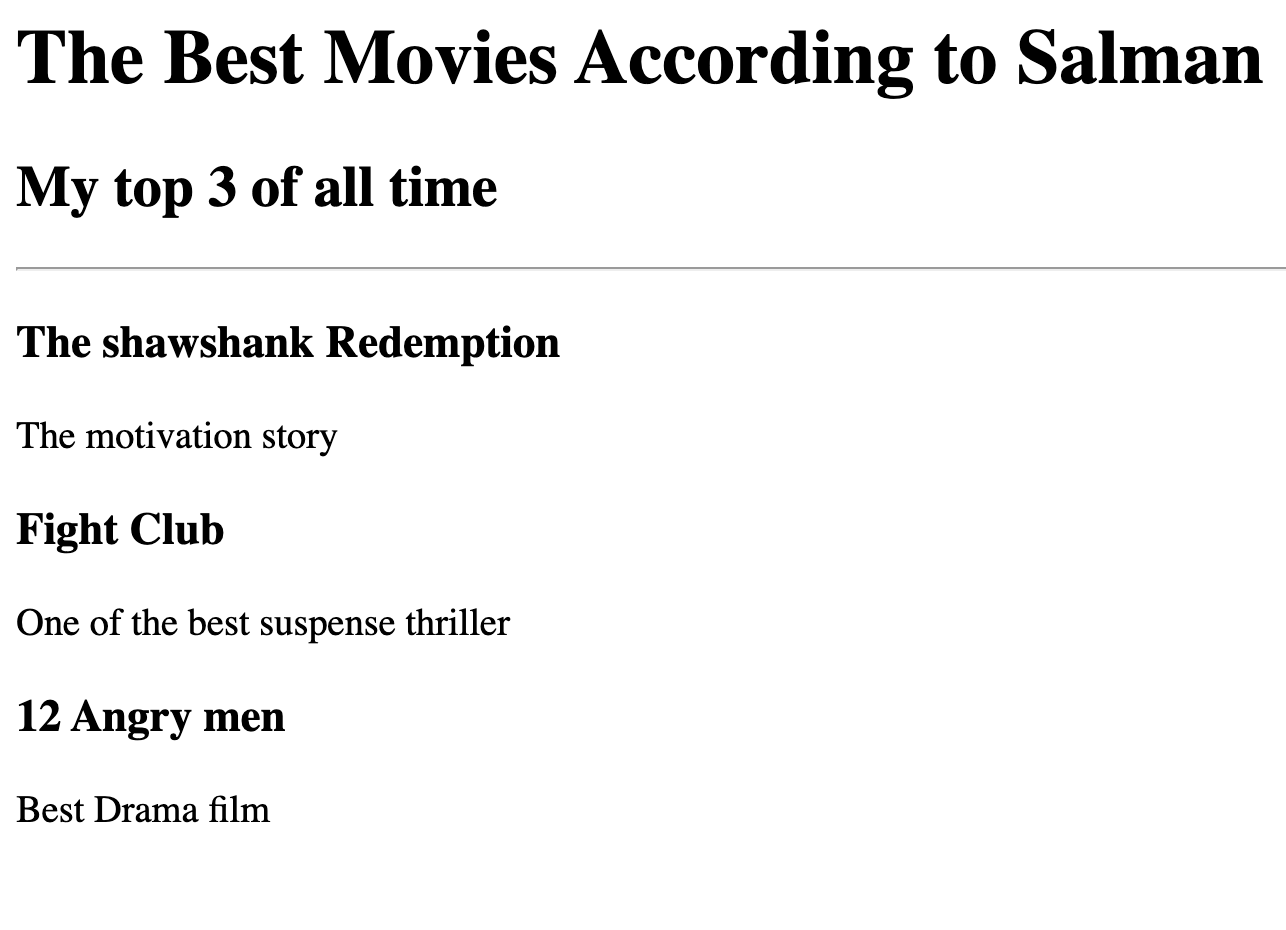 The Best Movies According to Salman
My top 3 of all time
The shawshank Redemption
The motivation story
Fight Club
One of the best suspense thriller
12 Angry men
Best Drama film